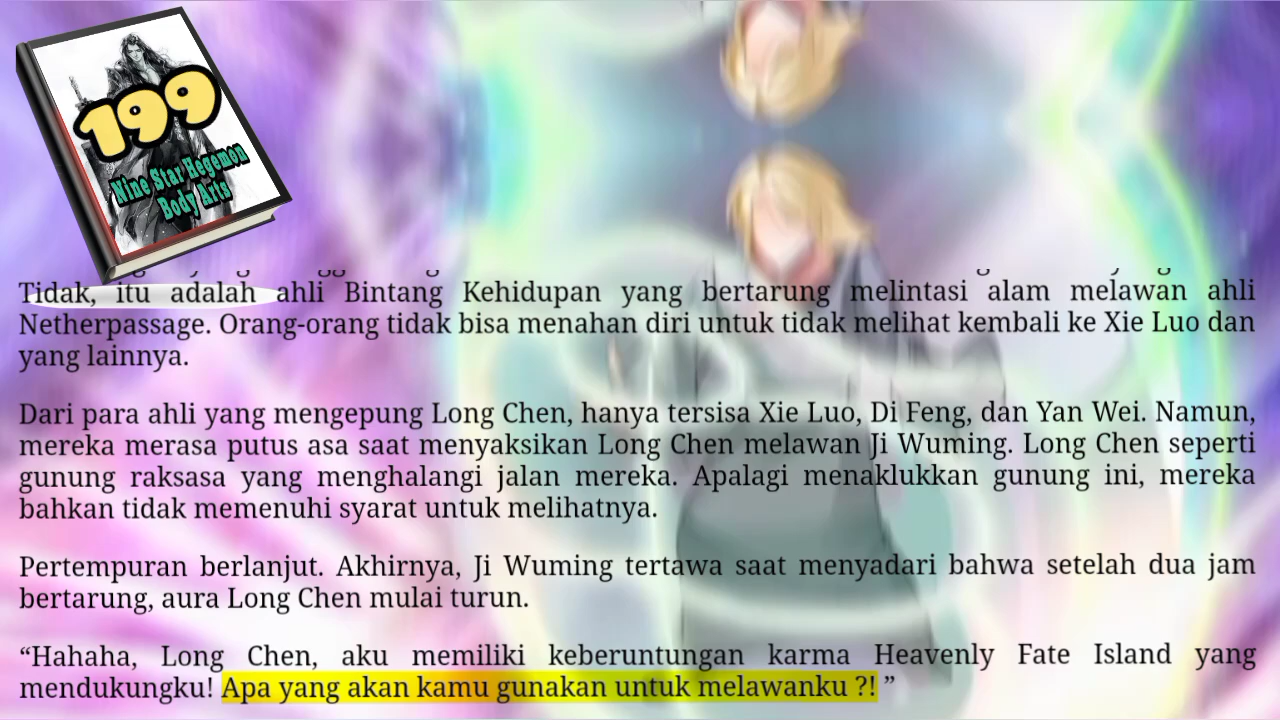 199
Nine Star Hegemon
Body Arts
Tidak, itu adalah ahli Bintang Kehidupan yang bertarung melintasi alam melawan ahli
Netherpassage. Orang-orang tidak bisa menahan diri untuk tidak melihat kembali ke Xie Luo dan
yang lainnya.
Dari para ahli yang mengepung Long Chen, hanya tersisa Xie Luo, Di Feng, dan Yan Wei. Namun,
mereka merasa putus asa saat menyaksikan Long Chen melawan Ji Wuming. Long Chen seperti
gunung raksasa yang menghalangi jalan mereka. Apalagi menaklukkan gunung ini, mereka
bahkan tidak memenuhi syarat untuk melihatnya.
Pertempuran berlanjut. Akhirnya, Ji Wuming tertawa saat menyadari bahwa setelah dua jam
bertarung, aura Long Chen mulai turun.
“Hahaha, Long Chen, aku memiliki keberuntungan karma Heavenly Fate Island yang
mendukungku! Apa yang akan kamu gunakan untuk melawanku ?! ”